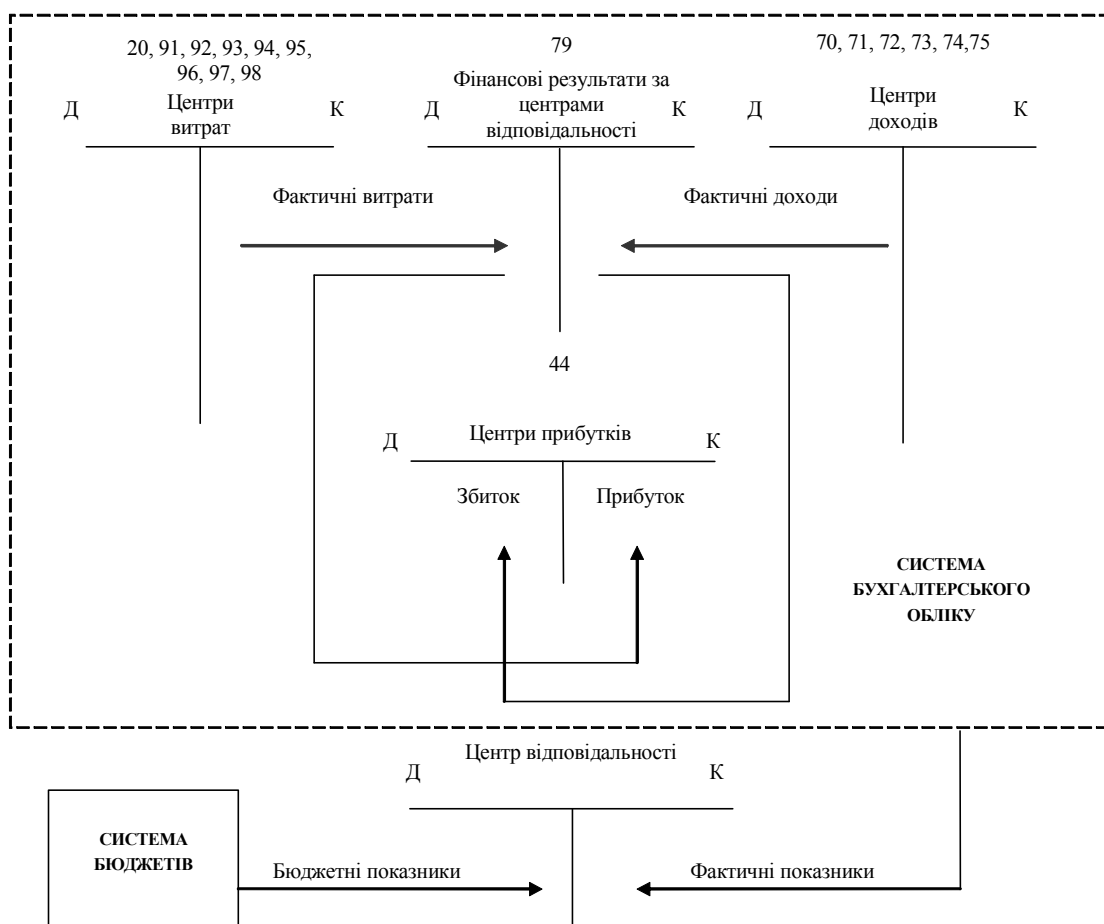 20, 91, 92, 93, 94, 95,
96, 97, 98
Центри
витрат
Д
К
79
Фінансові результати за
центрами
відповідальності
Д
К
70, 71, 72, 73, 74,75
Центри
доходів
Д
К
Фактичні витрати
Фактичні доходи
44
Центри прибутків
Д
К
Збиток
Прибуток
СИСТЕМА
БУХГАЛТЕРСЬКОГО
ОБЛІКУ
Центр відповідальності
Д
К
СИСТЕМА
БЮДЖЕТІВ
Бюджетні показники
Фактичні показники